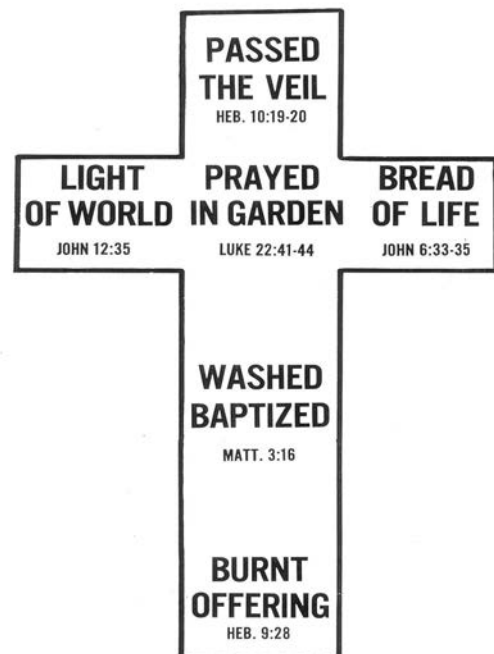 PASSED
THE VEIL
HEB. 10:19-20
LIGHT
OF WORLD
JOHN 12:35
PRAYED
IN GARDEN
LUKE 22:41-44
BREAD
OF LIFE
JOHN 6:33-35
WASHED
BAPTIZED
MATT. 3:16
BURNT
OFFERING
HEB. 9:28